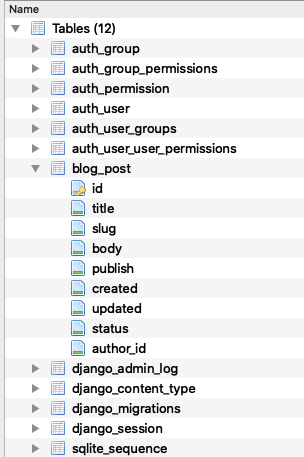 Name
Tables (12)
auth_group
auth_group_permissions
auth_permission
auth_user
auth_user_groups
auth_user_user_permissions
blog_post
id
title
slug
body
publish
created
updated
status
author_id
django_admin_log
django_content_type
django_migrations
django_session
sqlite_sequence